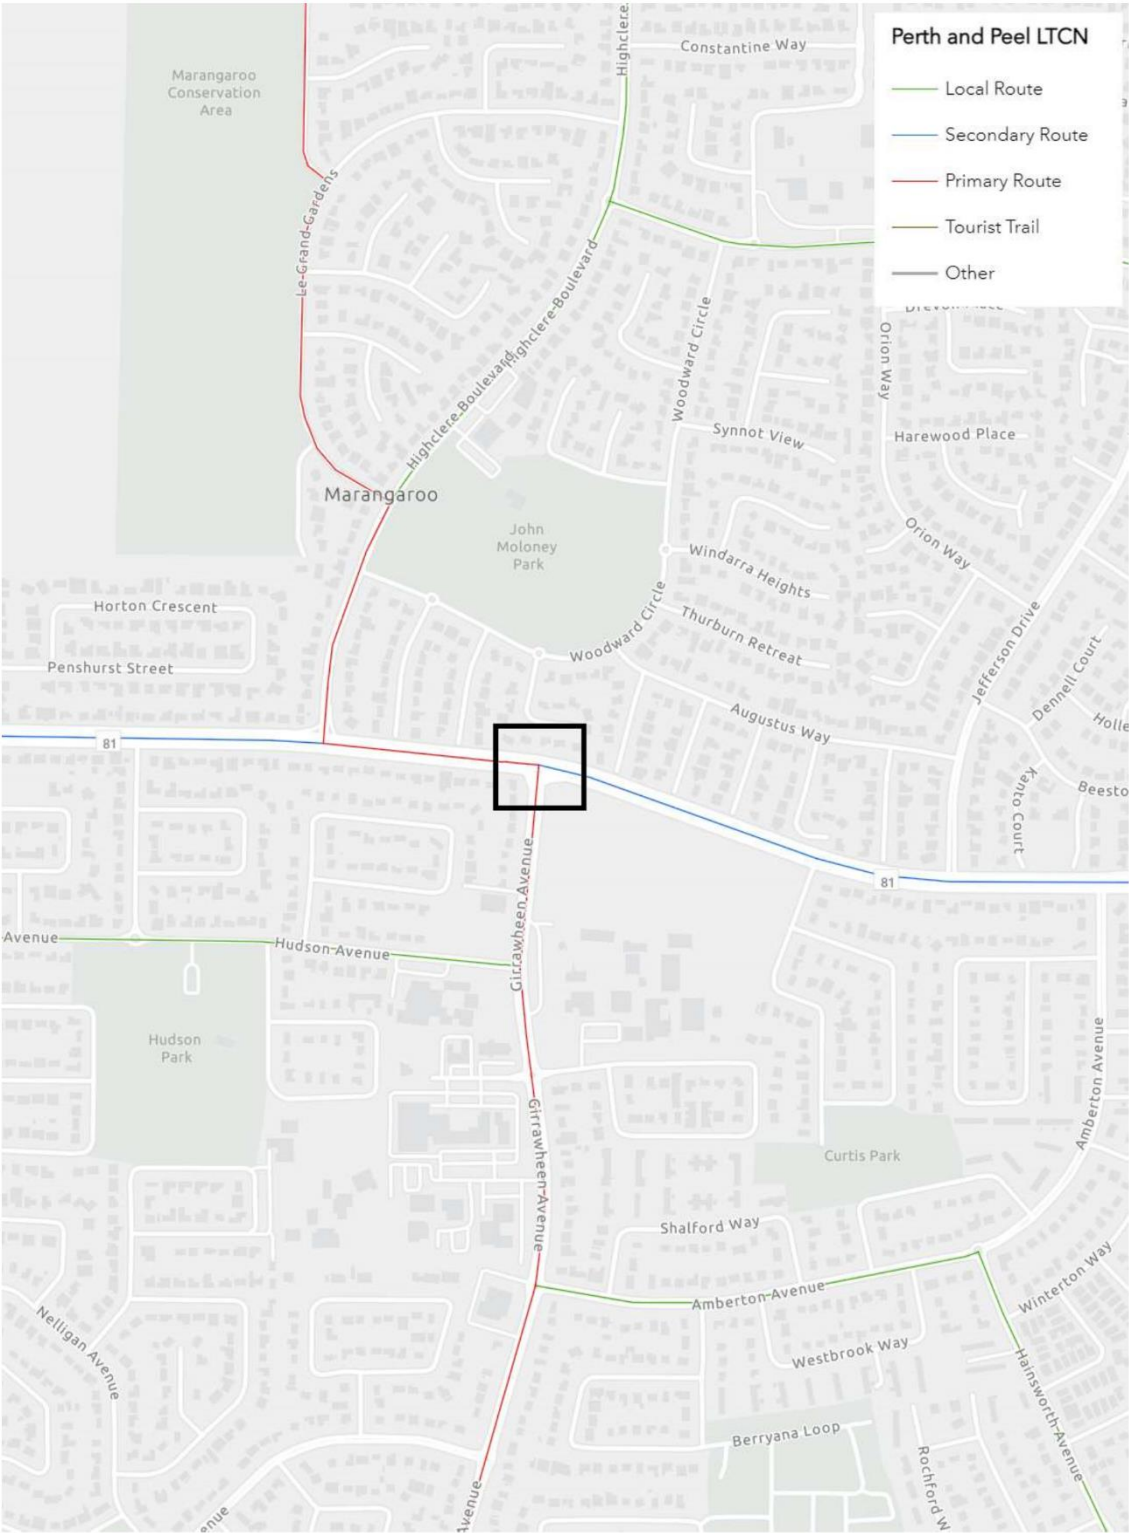 Perth and Peel LTCN
Local Route
Secondary Route
Primary Route
Tourist Trail
Other
Constantine Way
Marangaroo
Conservation
Area
Le Grand Gardens
Highclere Boulevard
Highclere Boulevard
Woodward Circle
Orion Way
Synnot View
Harewood Place
Marangaroo
John
Moloney
Park
Orion Way
Windarra Heights
Horton Crescent
Thurburn Retreat
Woodward Circle
Jefferson Drive
Penshurst Street
Dennell Court
Augustus Way
Holle
81
Kanto Court
Beesto
81
Girrawheen Avenue
Avenue
Hudson Avenue
Hudson
Park
Amberton Avenue
Girrawheen Avenue
Curtis Park
Shalford Way
Amberton Avenue
Winterton Way
Nelligan Avenue
Westbrook Way
Hainsworth Avenue
Berryana Loop
Rochford W
enue
Avenue